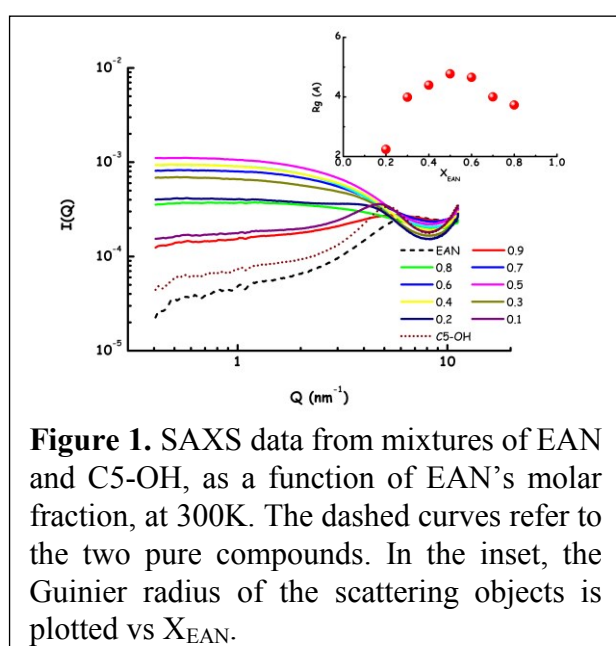 10⁻²
10⁻³
10⁻⁴
10⁻⁵
I(Q)
1 10
Q (nm⁻¹)
6
4
2
Rg (A)
0.0 0.2 0.4 0.6 0.8 1.0
X_EAN
EAN 0.9
0.8 0.7
0.6 0.5
0.4 0.3
0.2 0.1
C5-OH
Figure 1. SAXS data from mixtures of EAN
and C5-OH, as a function of EAN's molar
fraction, at 300K. The dashed curves refer to
the two pure compounds. In the inset, the
Guinier radius of the scattering objects is
plotted vs X_EAN.